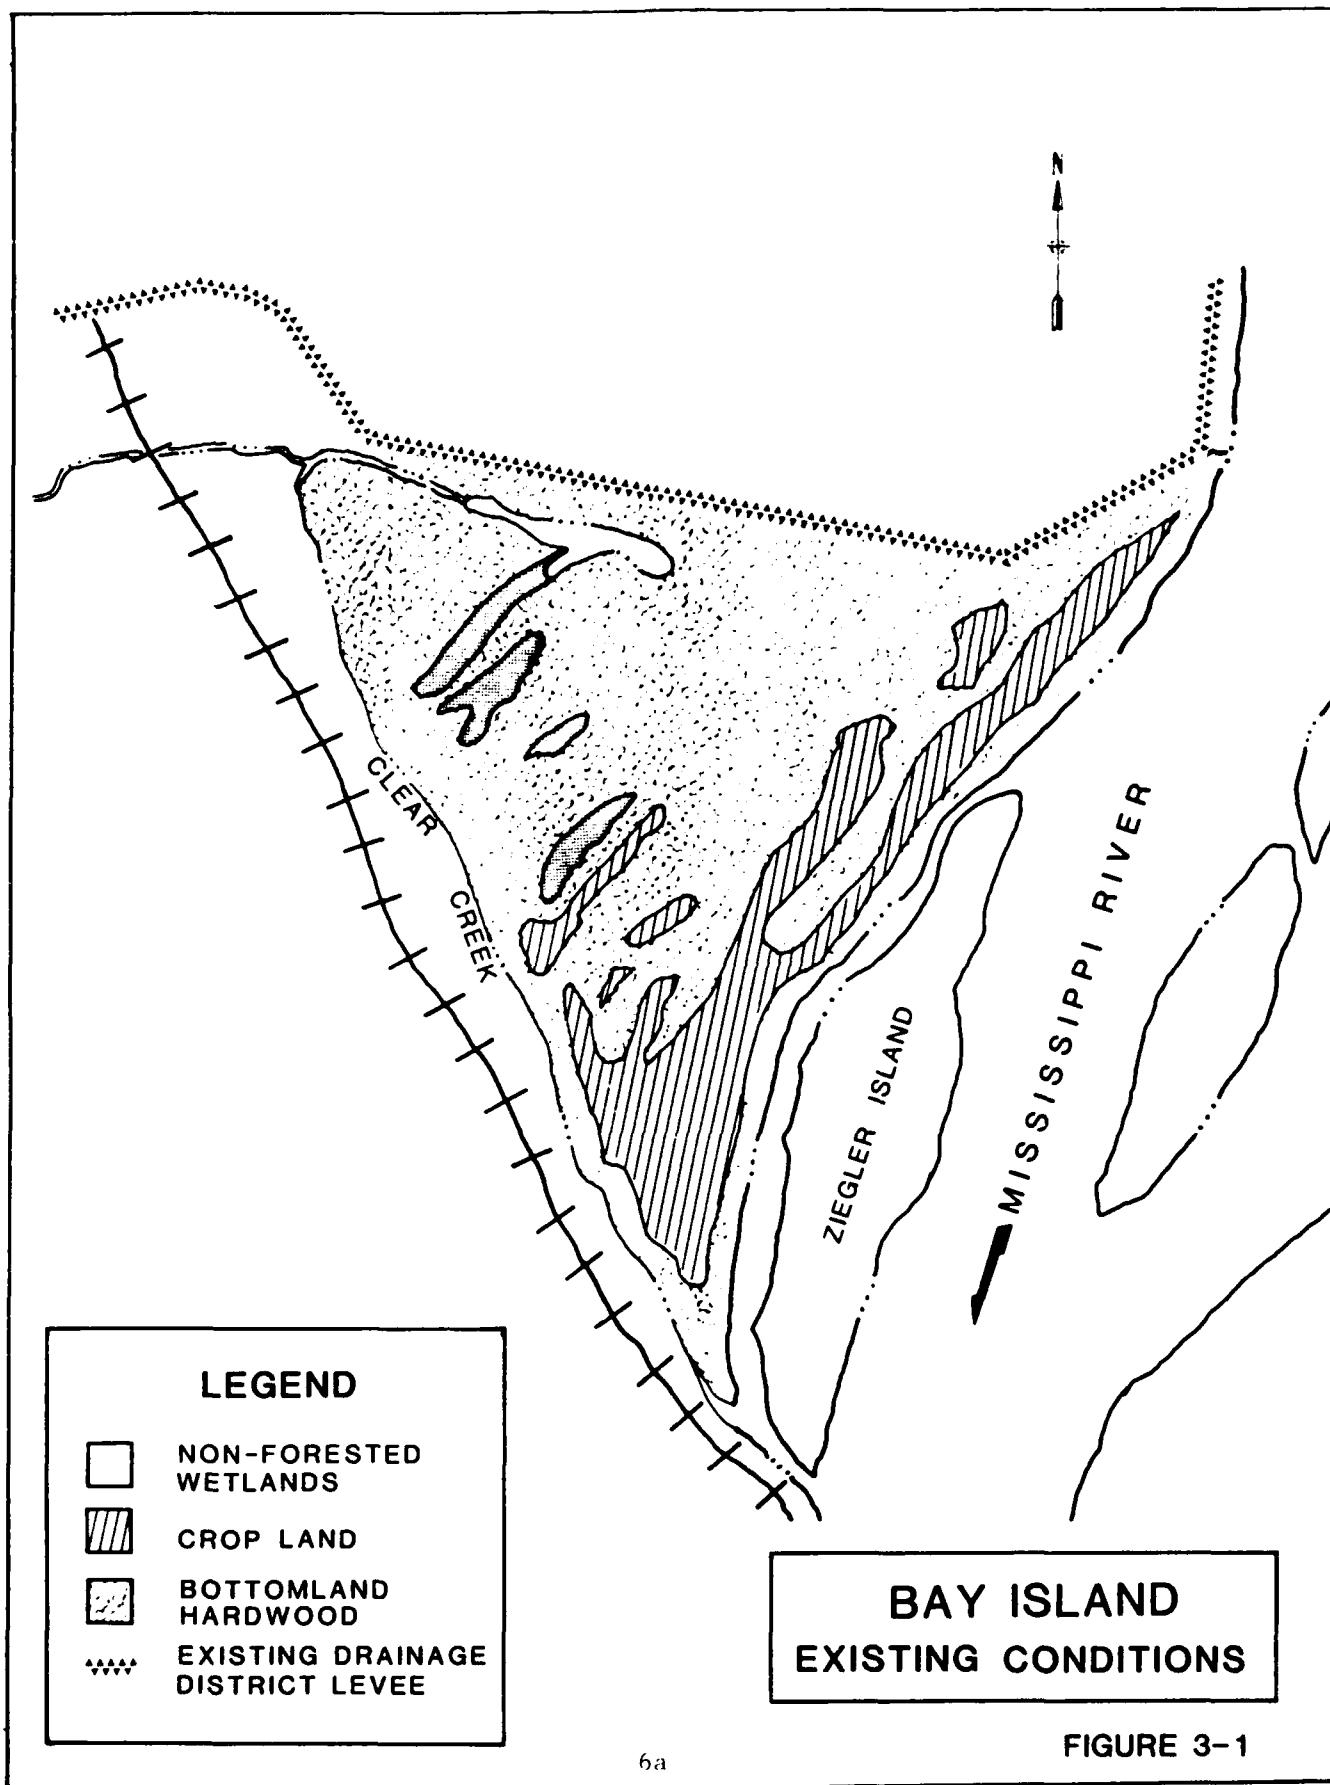 N
CLEAR
CREEK
MISSISSIPPI RIVER
ZIEGLER ISLAND
LEGEND
NON-FORESTED
WETLANDS
CROP LAND
BOTTOMLAND
HARDWOOD
EXISTING DRAINAGE
DISTRICT LEVEE
BAY ISLAND
EXISTING CONDITIONS
FIGURE 3-1
6a